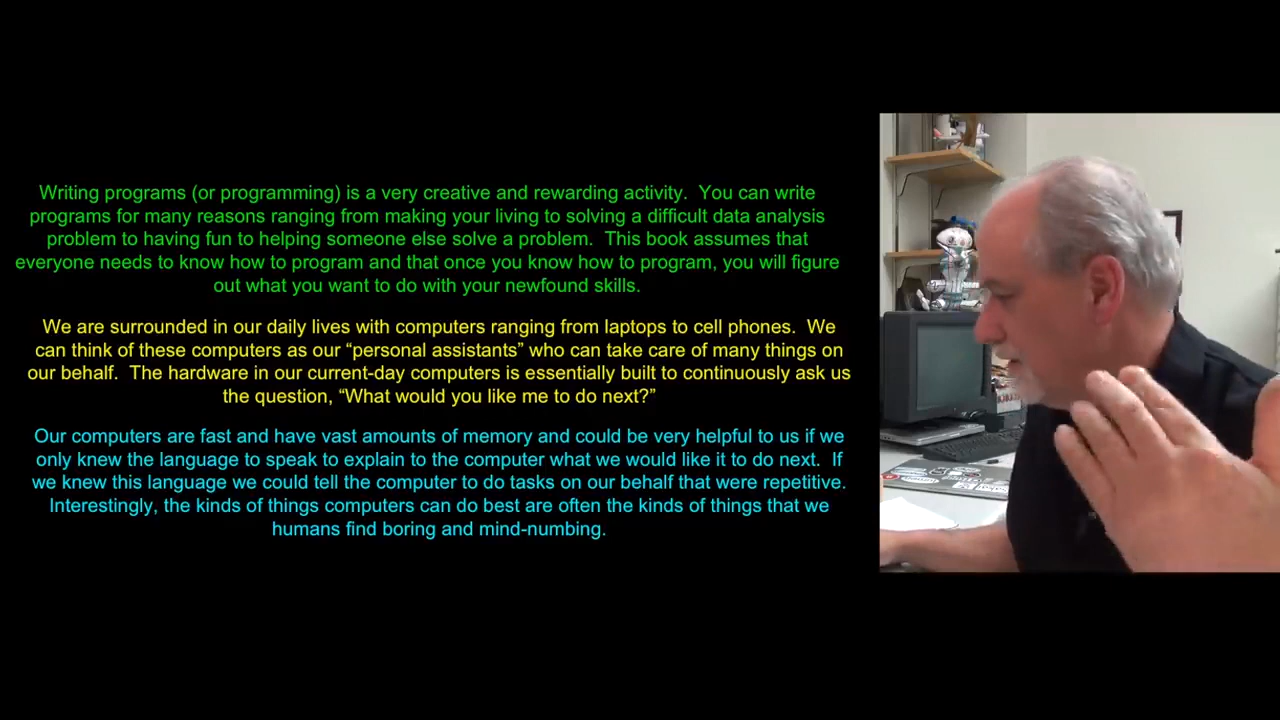 Writing programs (or programming) is a very creative and rewarding activity.  You can write
programs for many reasons ranging from making your living to solving a difficult data analysis
problem to having fun to helping someone else solve a problem.  This book assumes that
everyone needs to know how to program and that once you know how to program, you will figure
out what you want to do with your newfound skills.
We are surrounded in our daily lives with computers ranging from laptops to cell phones.  We
can think of these computers as our “personal assistants” who can take care of many things on
our behalf.  The hardware in our current-day computers is essentially built to continuously ask us
the question, “What would you like me to do next?”
Our computers are fast and have vast amounts of memory and could be very helpful to us if we
only knew the language to speak to explain to the computer what we would like it to do next.  If
we knew this language we could tell the computer to do tasks on our behalf that were repetitive.
Interestingly, the kinds of things computers can do best are often the kinds of things that we
humans find boring and mind-numbing.